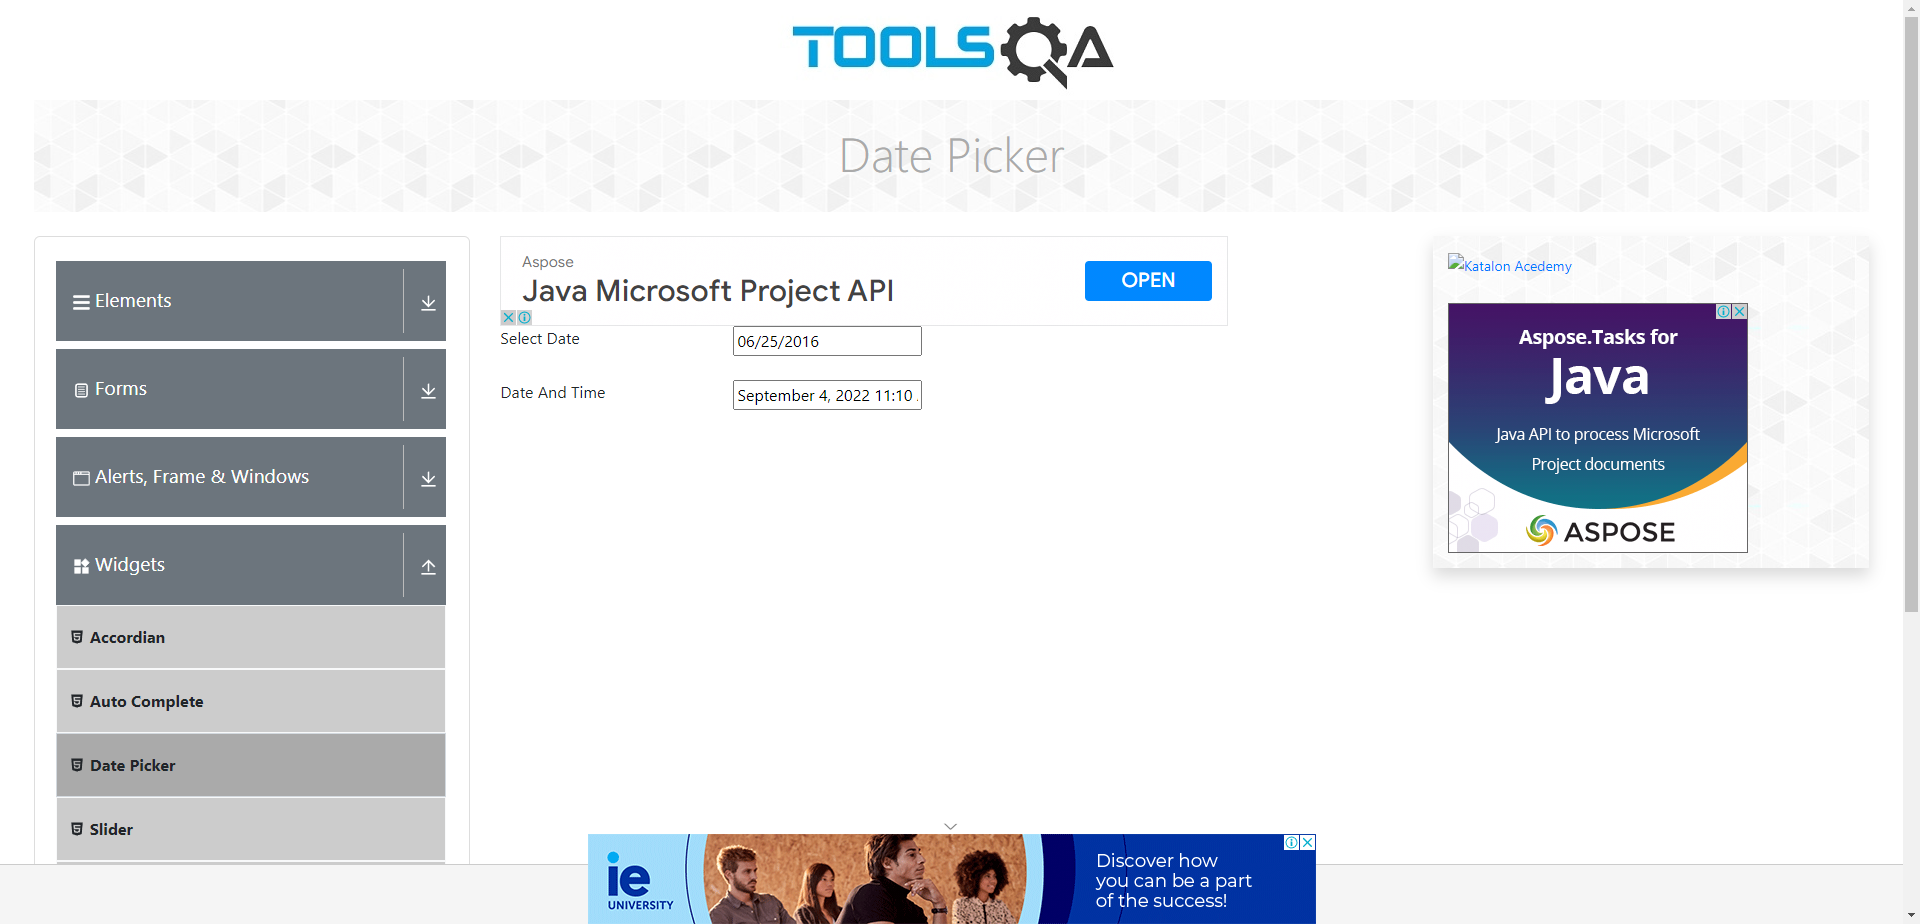 TOOLSQA
Date Picker
Elements
Forms
Alerts, Frame & Windows
Widgets
Accordian
Auto Complete
Date Picker
Slider
Aspose
Java Microsoft Project API
OPEN
Select Date
06/25/2016
Date And Time
September 4, 2022 11:10
Katalon Acedemy
Aspose.Tasks for
Java
Java API to process Microsoft
Project documents
ASPOSE
ie
UNIVERSITY
Discover how
you can be a part
of the success!